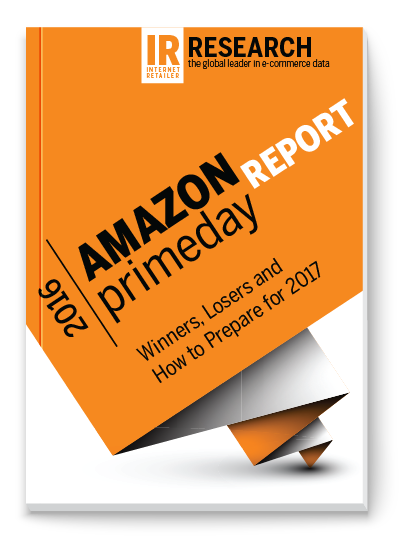 IR RESEARCH
INTERNET
RETAILER
the global leader in e-commerce data
2016
AMAZON REPORT
primeday
Winners, Losers and
How to Prepare for 2017